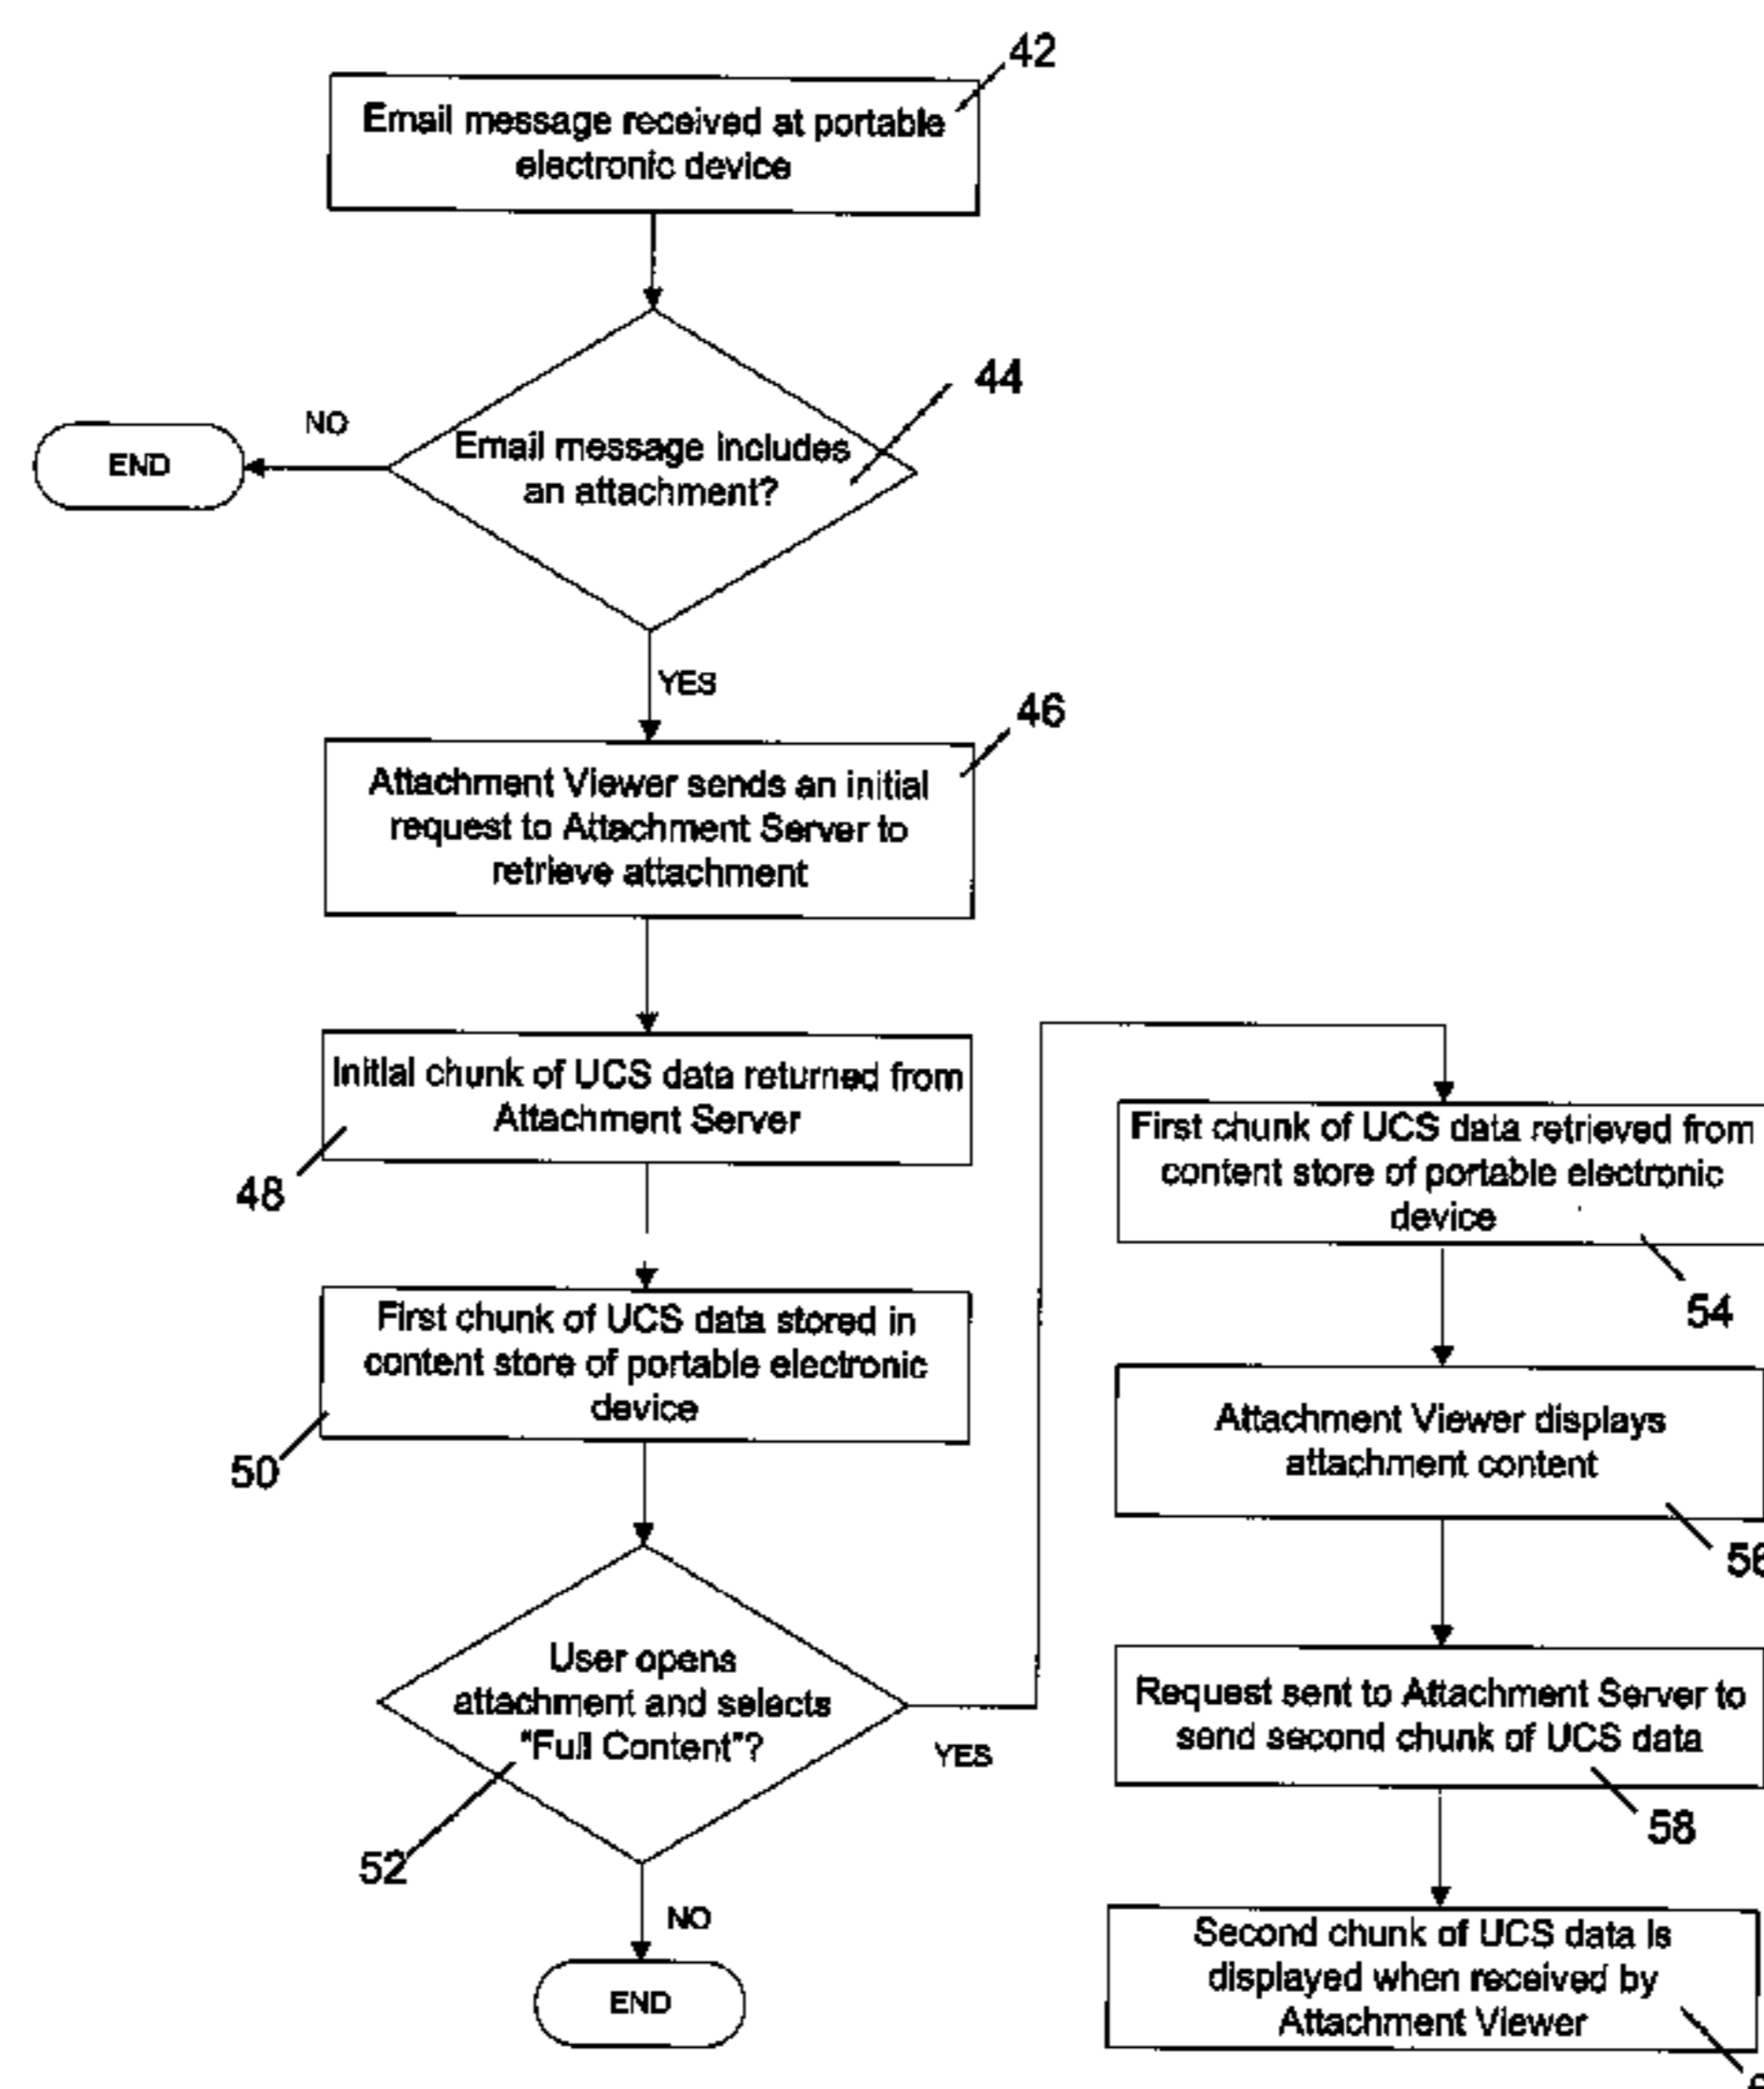 42
Email message received at portable
electronic device
44
NO
END
Email message includes
an attachment?
YES
46
Attachment Viewer sends an initial
request to Attachment Server to
retrieve attachment
Initial chunk of UCS data returned from
Attachment Server
48
First chunk of UCS data stored in
content store of portable electronic
device
50
User opens
attachment and selects
"Full Content"?
52
YES
NO
END
First chunk of UCS data retrieved from
content store of portable electronic
device
54
Attachment Viewer displays
attachment content
56
Request sent to Attachment Server to
send second chunk of UCS data
58
Second chunk of UCS data is
displayed when received by
Attachment Viewer